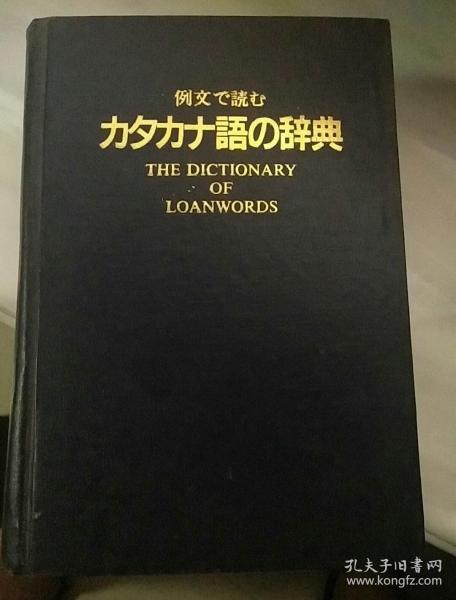 例文で読む
カタカナ語の辞典
THE DICTIONARY
OF
LOANWORDS
孔夫子旧书网
www.kongfz.com